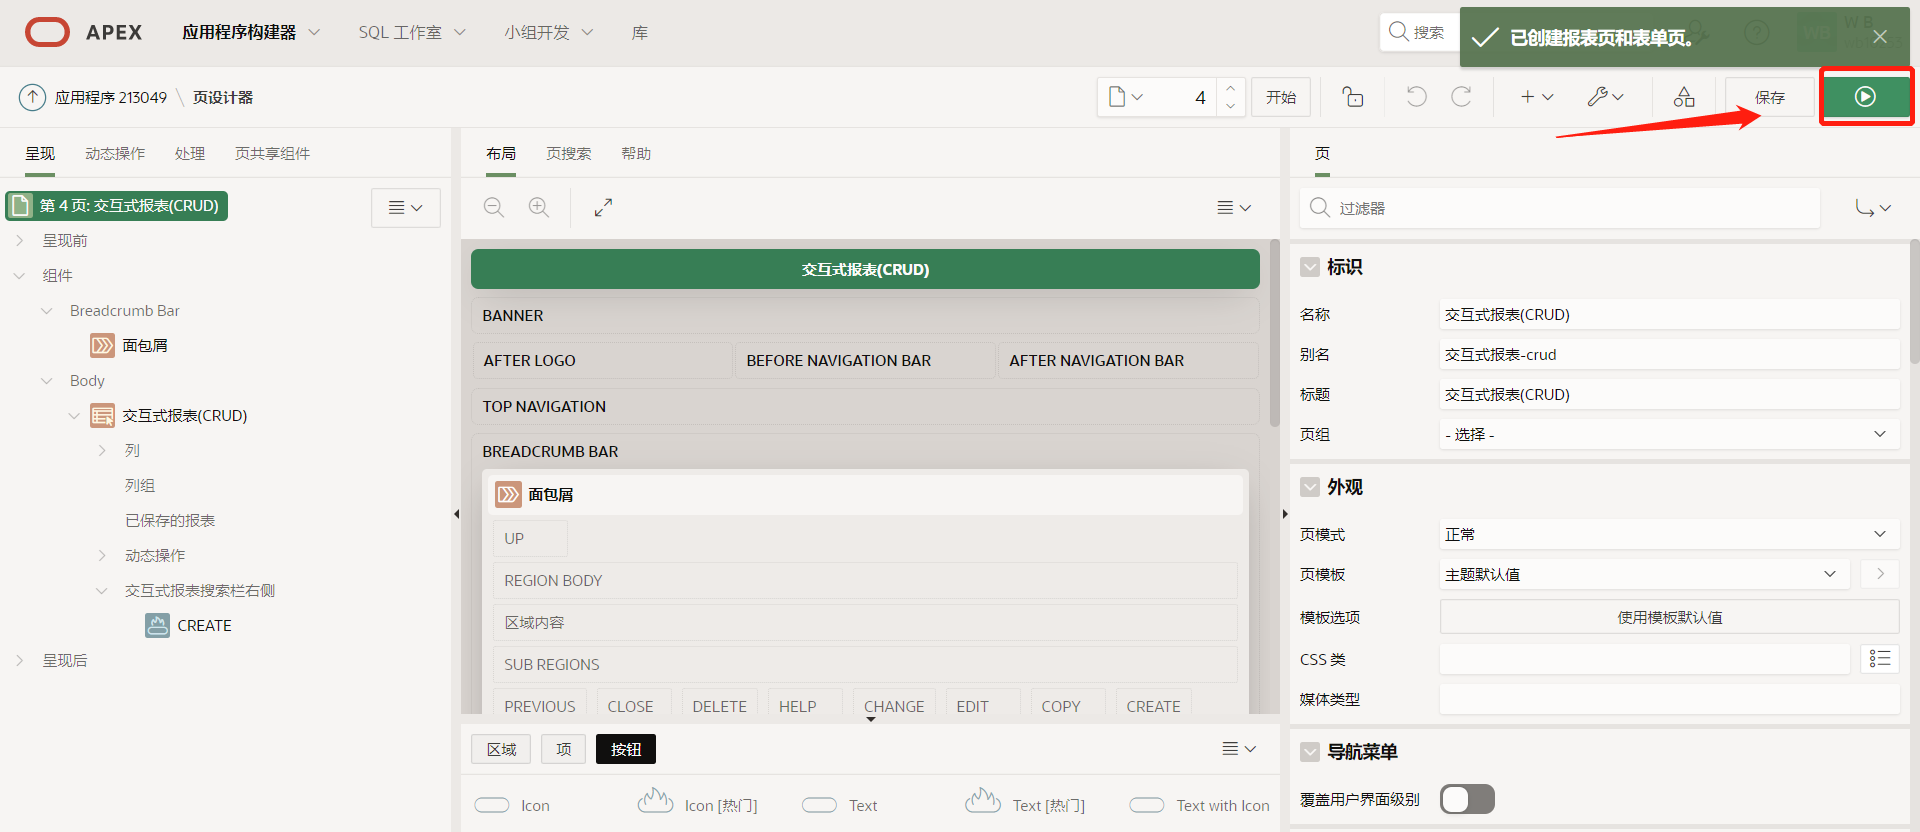 APEX
应用程序构建器
SQL 工作室
小组开发
库
搜索
已创建报表页和表单页。
应用程序 213049 \ 页设计器
4
开始
保存
呈现
动态操作
处理
页共享组件
第 4 页: 交互式报表(CRUD)
呈现前
组件
Breadcrumb Bar
面包屑
Body
交互式报表(CRUD)
列
列组
已保存的报表
动态操作
交互式报表搜索栏右侧
CREATE
呈现后
布局
页搜索
帮助
交互式报表(CRUD)
BANNER
AFTER LOGO
BEFORE NAVIGATION BAR
AFTER NAVIGATION BAR
TOP NAVIGATION
BREADCRUMB BAR
面包屑
UP
REGION BODY
区域内容
SUB REGIONS
PREVIOUS
CLOSE
DELETE
HELP
CHANGE
EDIT
COPY
CREATE
区域
项
按钮
Icon
Icon [热门]
Text
Text [热门]
Text with Icon
页
过滤器
标识
名称
交互式报表(CRUD)
别名
交互式报表-crud
标题
交互式报表(CRUD)
页组
- 选择 -
外观
页模式
正常
页模板
主题默认值
模板选项
使用模板默认值
CSS 类
媒体类型
导航菜单
覆盖用户界面级别